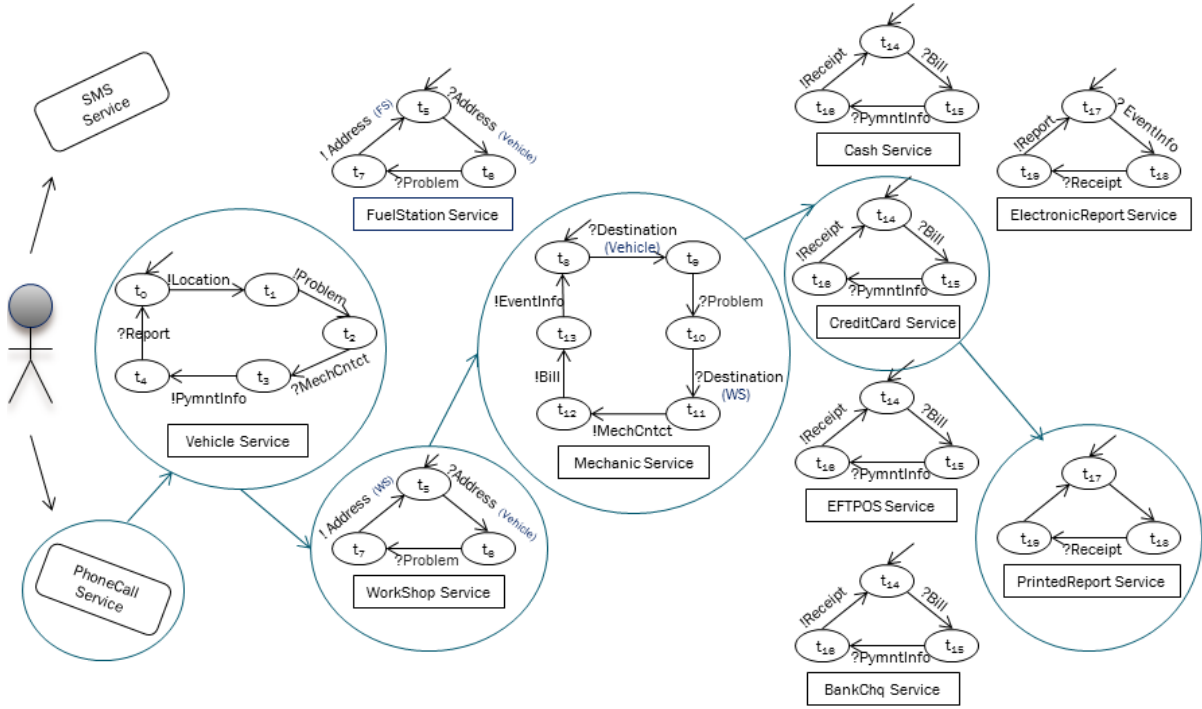 SMS
Service
PhoneCall
Service
t0
!Location
t1
!Problem
t2
?MechCntct
t3
!PymntInfo
t4
?Report
Vehicle Service
t5
?Address (Vehicle)
t6
?Problem
t7
! Address (FS)
FuelStation Service
t5
?Address (Vehicle)
t6
?Problem
t7
! Address (WS)
WorkShop Service
t8
?Destination
(Vehicle)
t9
?Problem
t10
?Destination
(WS)
t11
!MechCntct
t12
!Bill
t13
!EventInfo
Mechanic Service
t14
?Bill
t15
?PymntInfo
t16
!Receipt
Cash Service
t14
?Bill
t15
?PymntInfo
t16
!Receipt
CreditCard Service
t14
?Bill
t15
?PymntInfo
t16
!Receipt
EFTPOS Service
t14
?Bill
t15
?PymntInfo
t16
!Receipt
BankChq Service
t17
? EventInfo
t18
?Receipt
t19
!Report
ElectronicReport Service
t17
t18
?Receipt
t19
PrintedReport Service